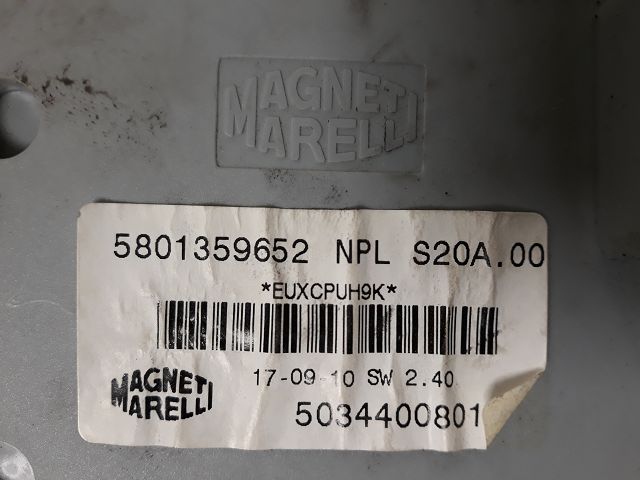 MAGNETI
MARELLI
5801359652 NPL S20A.00
*EUXCPUH9K*
17-09-10 SW 2.40
MAGNETI
MARELLI
5034400801